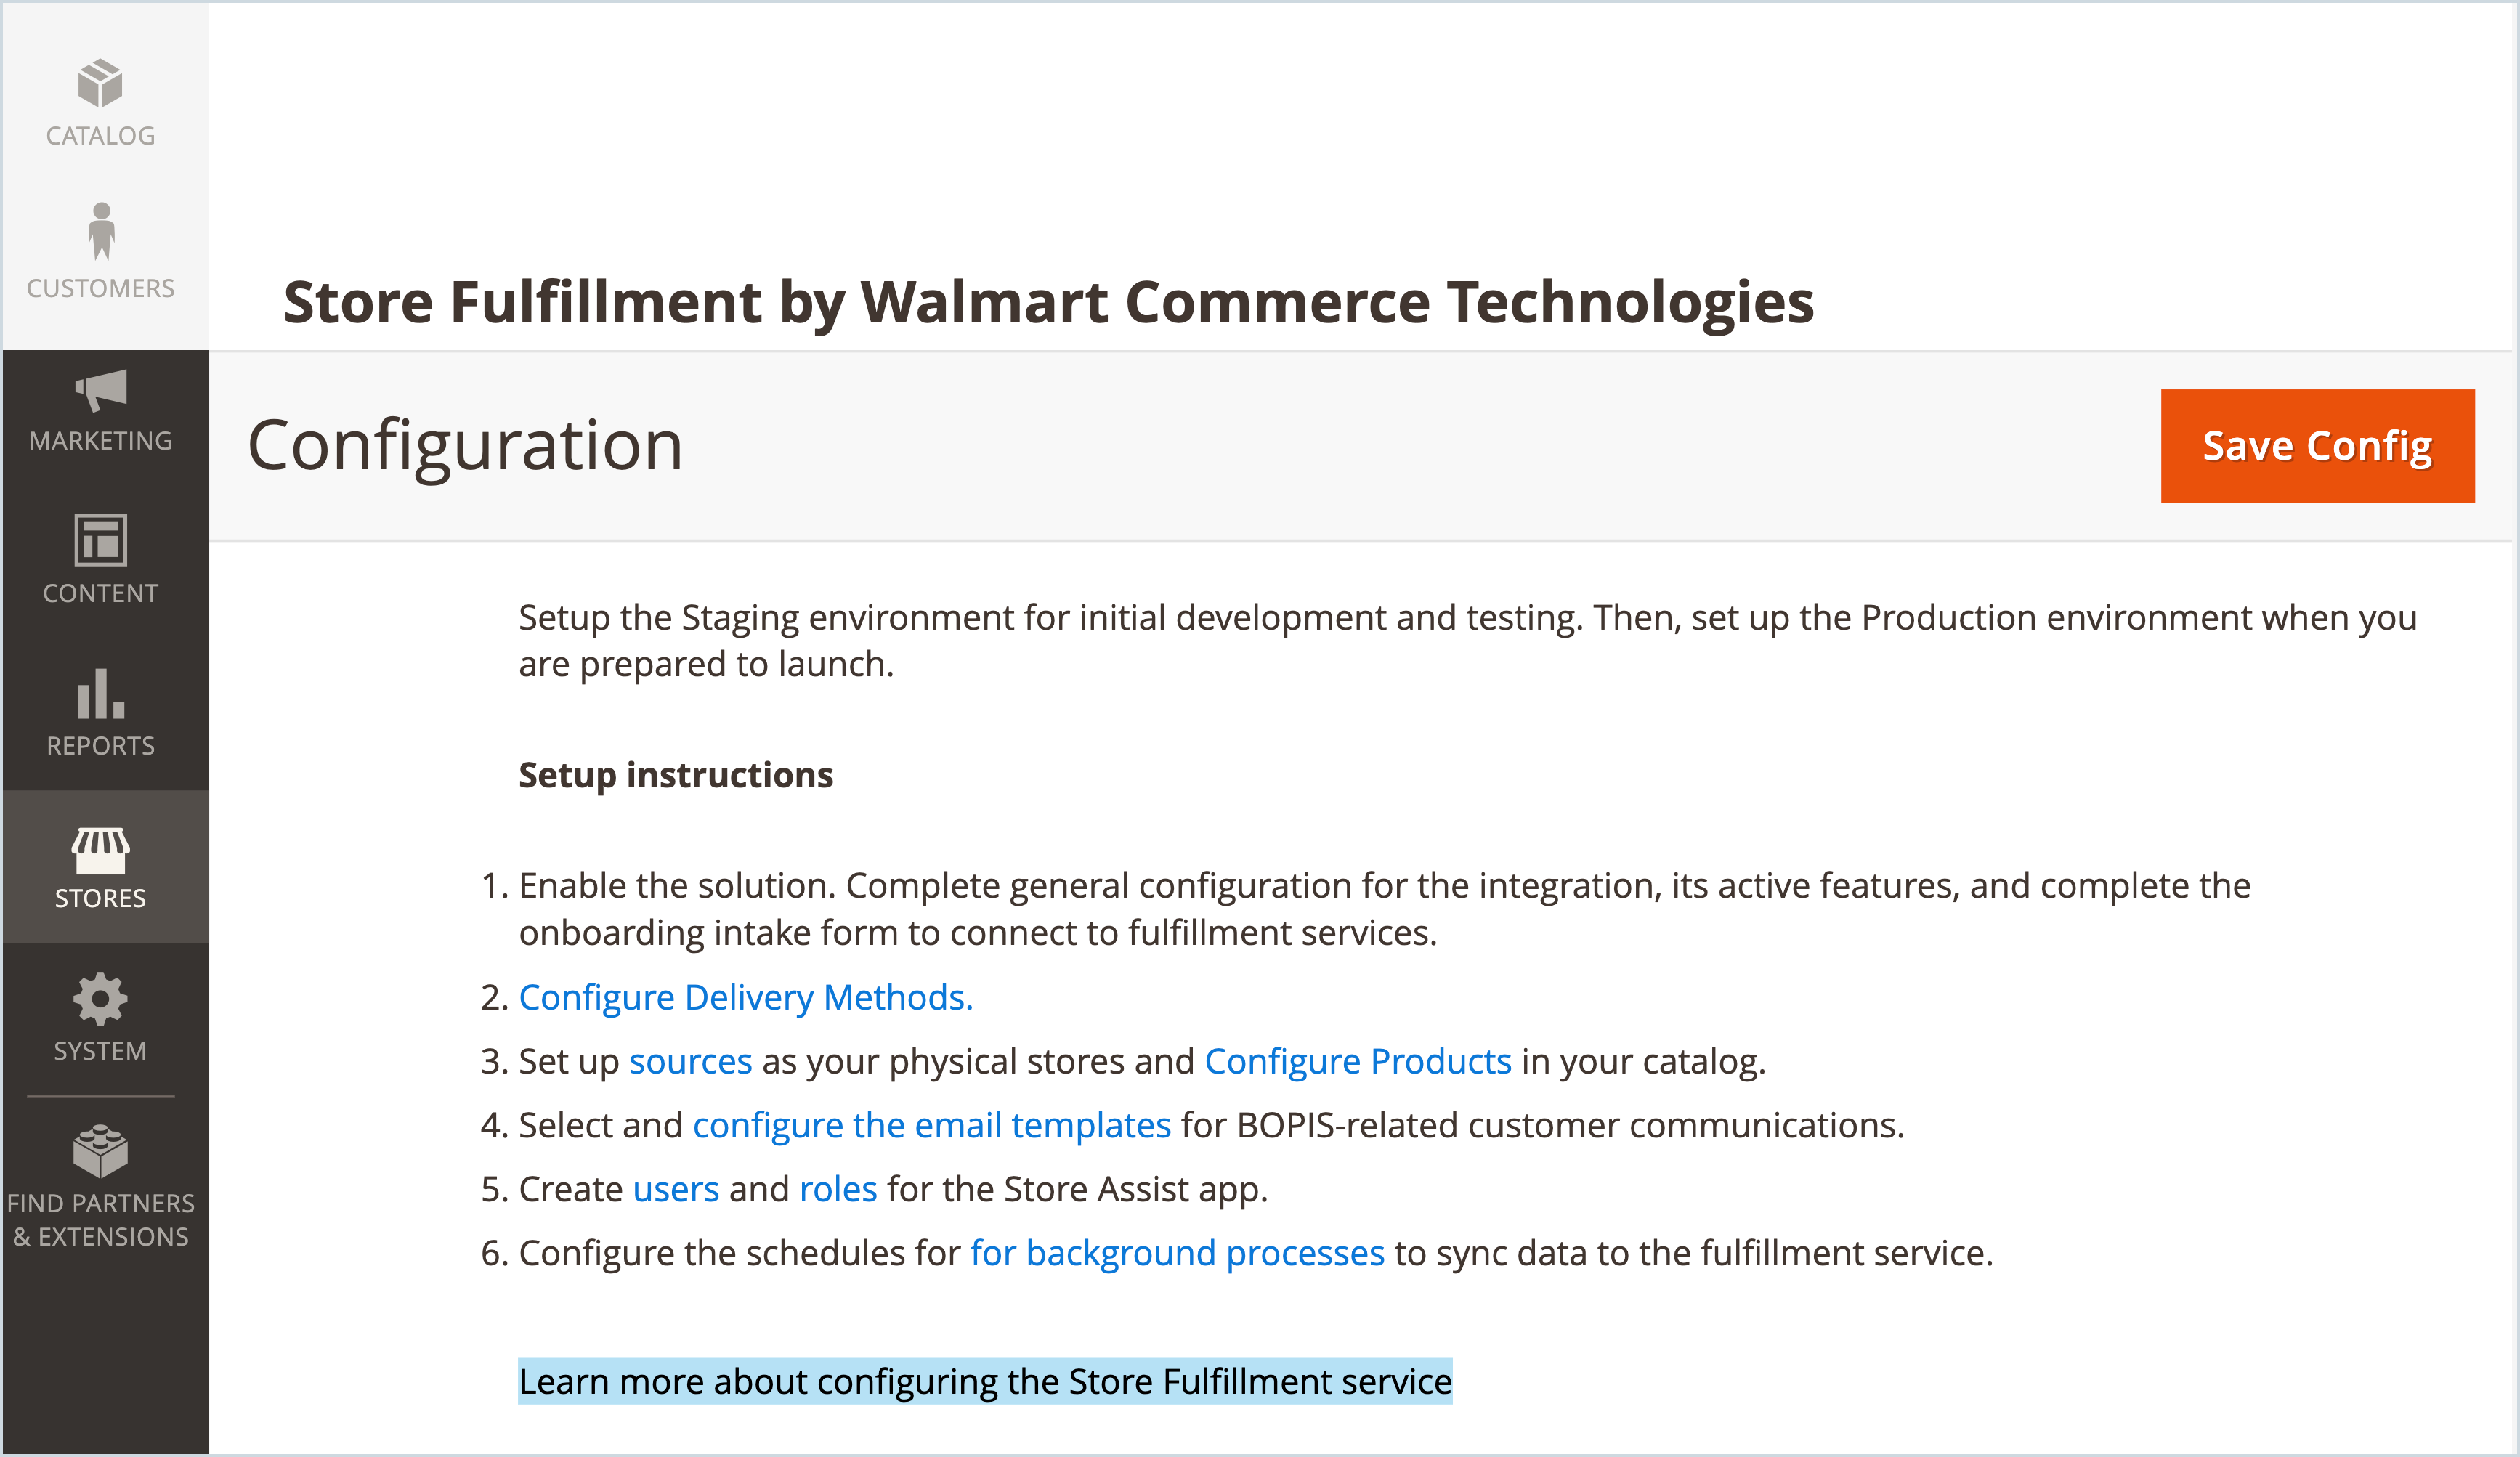 CATALOG
CUSTOMERS
MARKETING
CONTENT
REPORTS
STORES
SYSTEM
FIND PARTNERS
& EXTENSIONS
Store Fulfillment by Walmart Commerce Technologies
Configuration
Save Config
Setup the Staging environment for initial development and testing. Then, set up the Production environment when you
are prepared to launch.
Setup instructions
1. Enable the solution. Complete general configuration for the integration, its active features, and complete the
onboarding intake form to connect to fulfillment services.
2. Configure Delivery Methods.
3. Set up sources as your physical stores and Configure Products in your catalog.
4. Select and configure the email templates for BOPIS-related customer communications.
5. Create users and roles for the Store Assist app.
6. Configure the schedules for for background processes to sync data to the fulfillment service.
Learn more about configuring the Store Fulfillment service